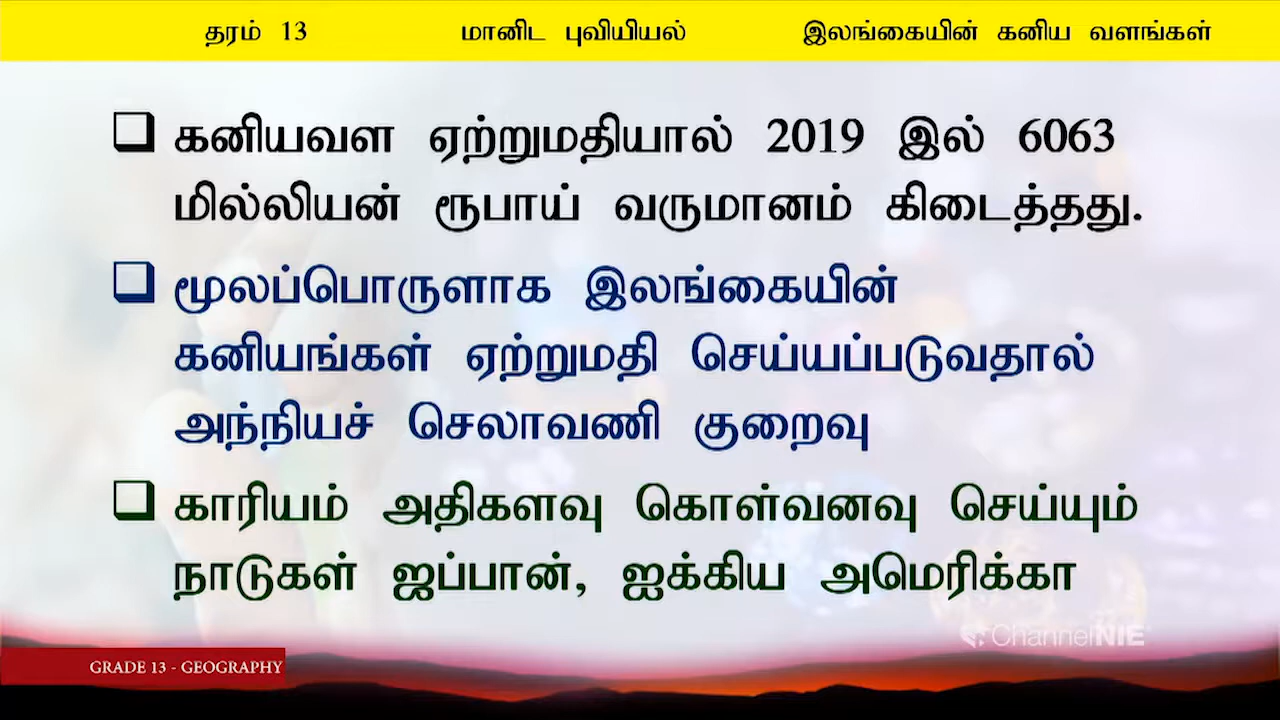 தரம் 13 மானிட புவியியல் இலங்கையின் கனிய வளங்கள்
கனியவள ஏற்றுமதியால் 2019 இல் 6063
மில்லியன் ரூபாய் வருமானம் கிடைத்தது.
மூலப்பொருளாக இலங்கையின்
கனியங்கள் ஏற்றுமதி செய்யப்படுவதால்
அந்நியச் செலாவணி குறைவு
காரியம் அதிகளவு கொள்வனவு செய்யும்
நாடுகள் ஜப்பான், ஐக்கிய அமெரிக்கா
ChannelNIE
GRADE 13 - GEOGRAPHY